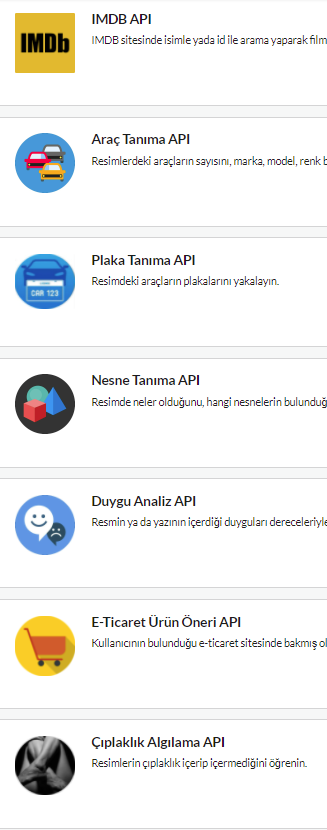 IMDb
IMDB API
IMDB sitesinde isimle yada id ile arama yaparak film
Araç Tanıma API
Resimlerdeki araçların sayısını, marka, model, renk
CAR 123
Plaka Tanıma API
Resimdeki araçların plakalarını yakalayın.
Nesne Tanıma API
Resimde neler olduğunu, hangi nesnelerin
Duygu Analiz API
Resmin ya da yazının içerdiği duyguları
E-Ticaret Ürün Öneri API
Kullanıcının bulunduğu e-ticaret sitesinde bakmış
Çıplaklık Algılama API
Resimlerin çıplaklık içerip içermediğini öğrenin.